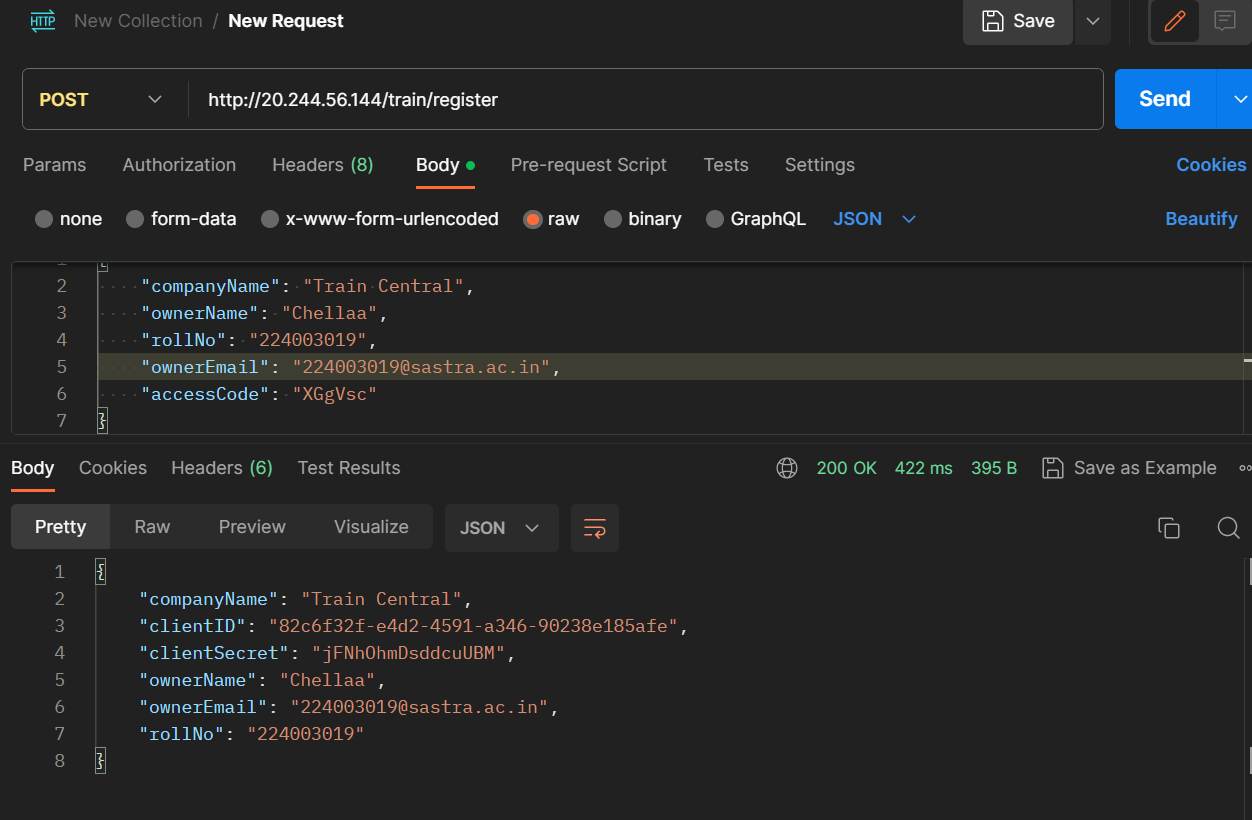 HTTP New Collection / New Request Save
POST http://20.244.56.144/train/register Send
Params Authorization Headers (8) Body Pre-request Script Tests Settings Cookies
none form-data x-www-form-urlencoded raw binary GraphQL JSON Beautify
2 "companyName": "Train Central",
3 "ownerName": "Chellaa",
4 "rollNo": "224003019",
5 "ownerEmail": "224003019@sastra.ac.in",
6 "accessCode": "XGgVsc"
7 }
Body Cookies Headers (6) Test Results 200 OK 422 ms 395 B Save as Example
Pretty Raw Preview Visualize JSON
1 {
2 "companyName": "Train Central",
3 "clientID": "82c6f32f-e4d2-4591-a346-90238e185afe",
4 "clientSecret": "jFNhOhmDsddcuUBM",
5 "ownerName": "Chellaa",
6 "ownerEmail": "224003019@sastra.ac.in",
7 "rollNo": "224003019"
8 }